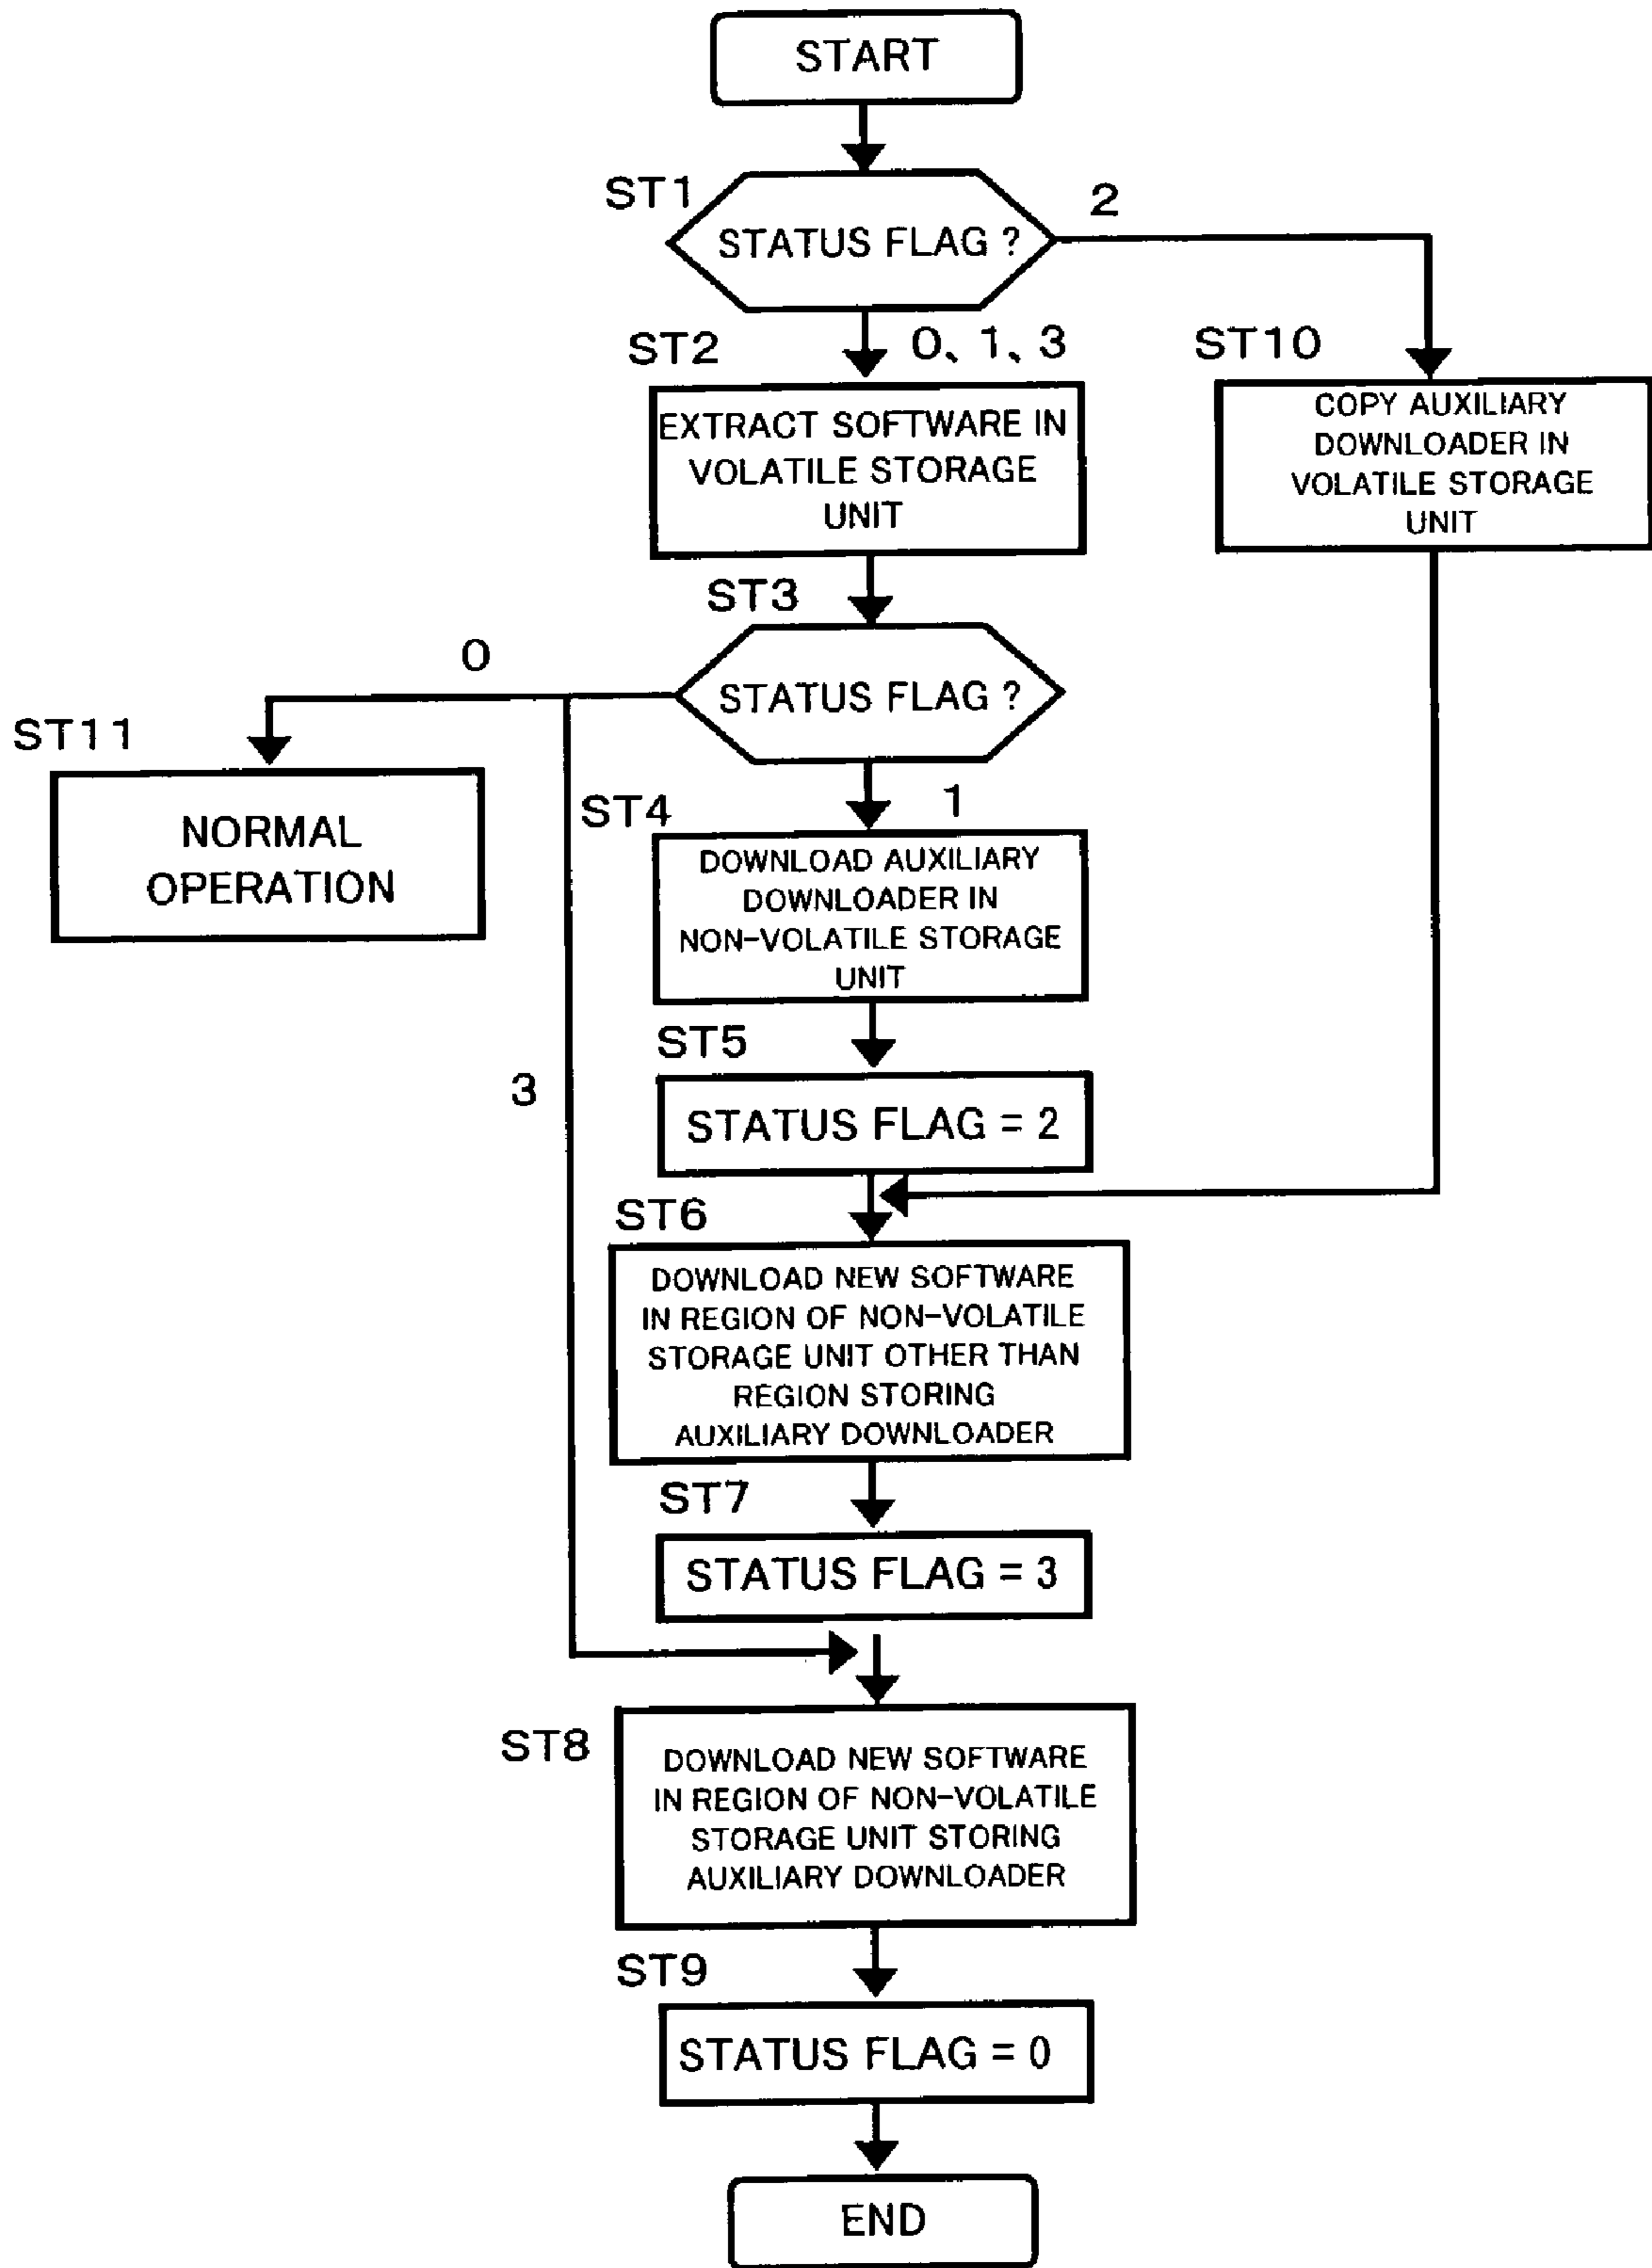 START
ST1
STATUS FLAG ?
2
ST2
0、1、3
ST10
EXTRACT SOFTWARE IN
VOLATILE STORAGE
UNIT
COPY AUXILIARY
DOWNLOADER IN
VOLATILE STORAGE
UNIT
ST3
STATUS FLAG ?
0
ST11
NORMAL
OPERATION
1
ST4
DOWNLOAD AUXILIARY
DOWNLOADER IN
NON-VOLATILE STORAGE
UNIT
ST5
3
STATUS FLAG = 2
ST6
DOWNLOAD NEW SOFTWARE
IN REGION OF NON-VOLATILE
STORAGE UNIT OTHER THAN
REGION STORING
AUXILIARY DOWNLOADER
ST7
STATUS FLAG = 3
ST8
DOWNLOAD NEW SOFTWARE
IN REGION OF NON-VOLATILE
STORAGE UNIT STORING
AUXILIARY DOWNLOADER
ST9
STATUS FLAG = 0
END